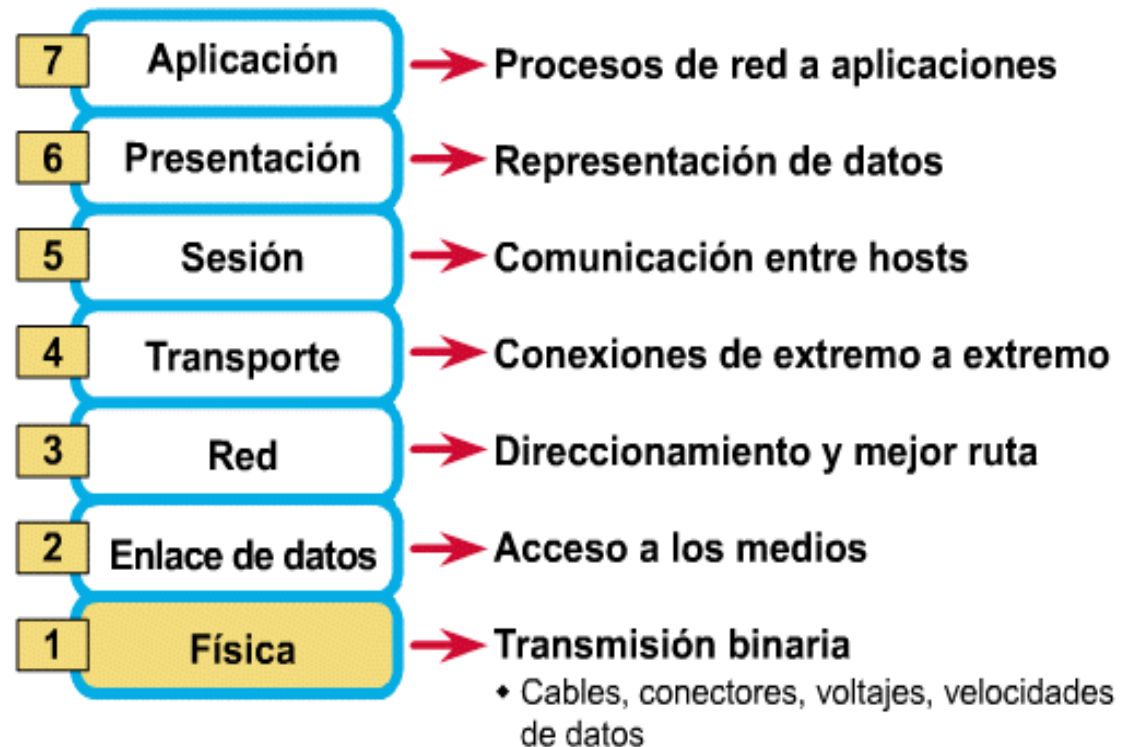 7 Aplicación Procesos de red a aplicaciones
6 Presentación Representación de datos
5 Sesión Comunicación entre hosts
4 Transporte Conexiones de extremo a extremo
3 Red Direccionamiento y mejor ruta
2 Enlace de datos Acceso a los medios
1 Física Transmisión binaria
◆ Cables, conectores, voltajes, velocidades
de datos